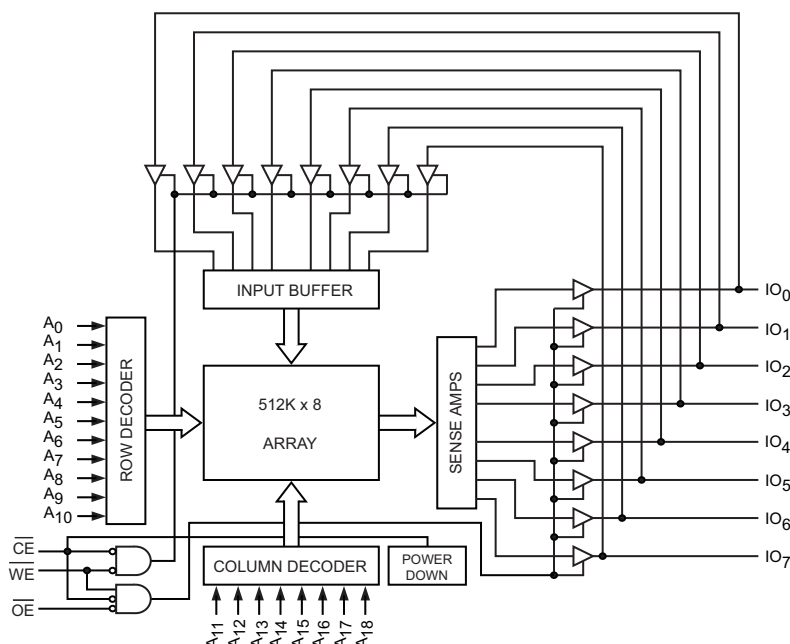 INPUT BUFFER
IO0
IO1
IO2
IO3
IO4
IO5
IO6
IO7
A0
A1
A2
A3
A4
A5
A6
A7
A8
A9
A10
ROW DECODER
512K x 8
ARRAY
SENSE AMPS
CE
WE
OE
COLUMN DECODER
POWER
DOWN
A11
A12
A13
A14
A15
A16
A17
A18